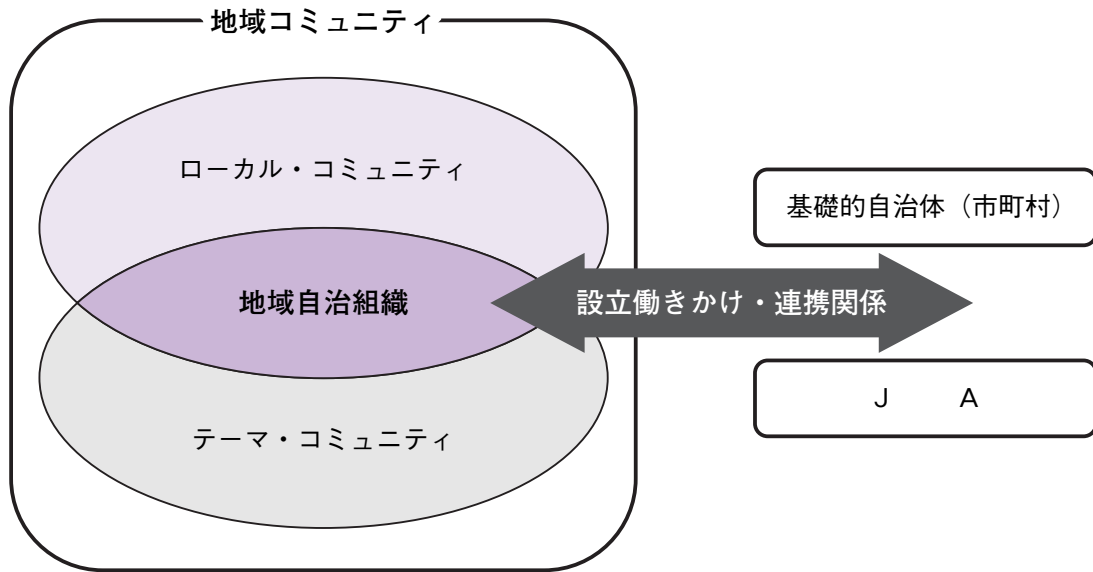 地域コミュニティ
ローカル・コミュニティ
基礎的自治体（市町村）
地域自治組織
設立働きかけ・連携関係
J A
テーマ・コミュニティ